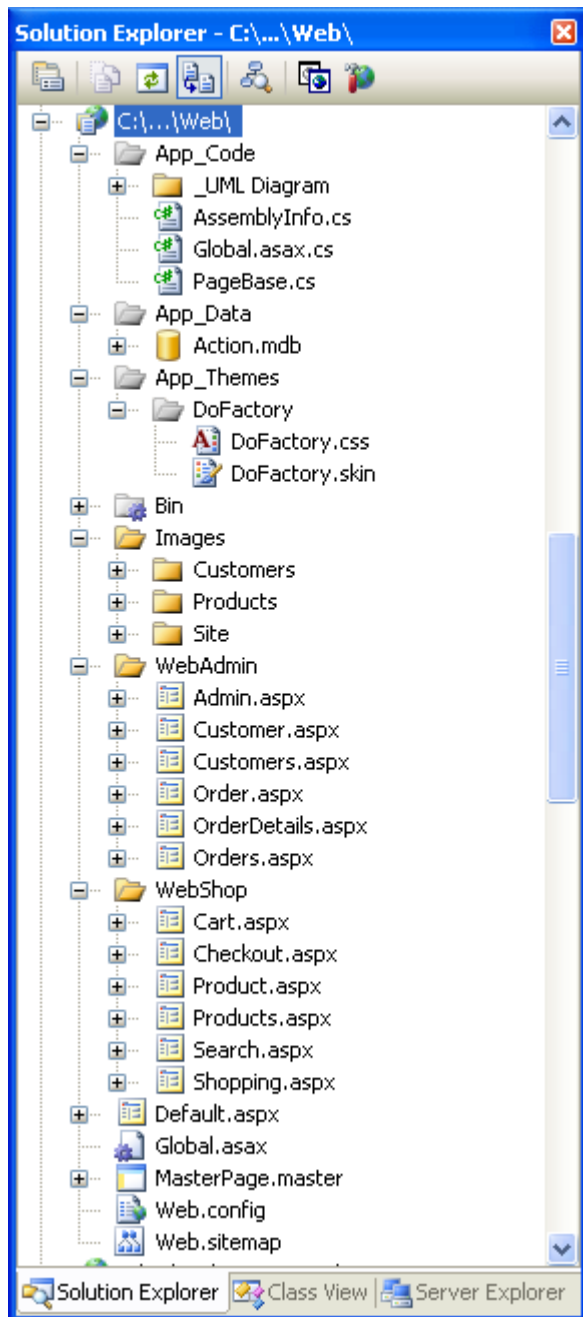 Solution Explorer - C:\...\Web\
C:\...\Web\
App_Code
_UML Diagram
AssemblyInfo.cs
Global.asax.cs
PageBase.cs
App_Data
Action.mdb
App_Themes
DoFactory
DoFactory.css
DoFactory.skin
Bin
Images
Customers
Products
Site
WebAdmin
Admin.aspx
Customer.aspx
Customers.aspx
Order.aspx
OrderDetails.aspx
Orders.aspx
WebShop
Cart.aspx
Checkout.aspx
Product.aspx
Products.aspx
Search.aspx
Shopping.aspx
Default.aspx
Global.asax
MasterPage.master
Web.config
Web.sitemap
Solution Explorer Class View Server Explorer